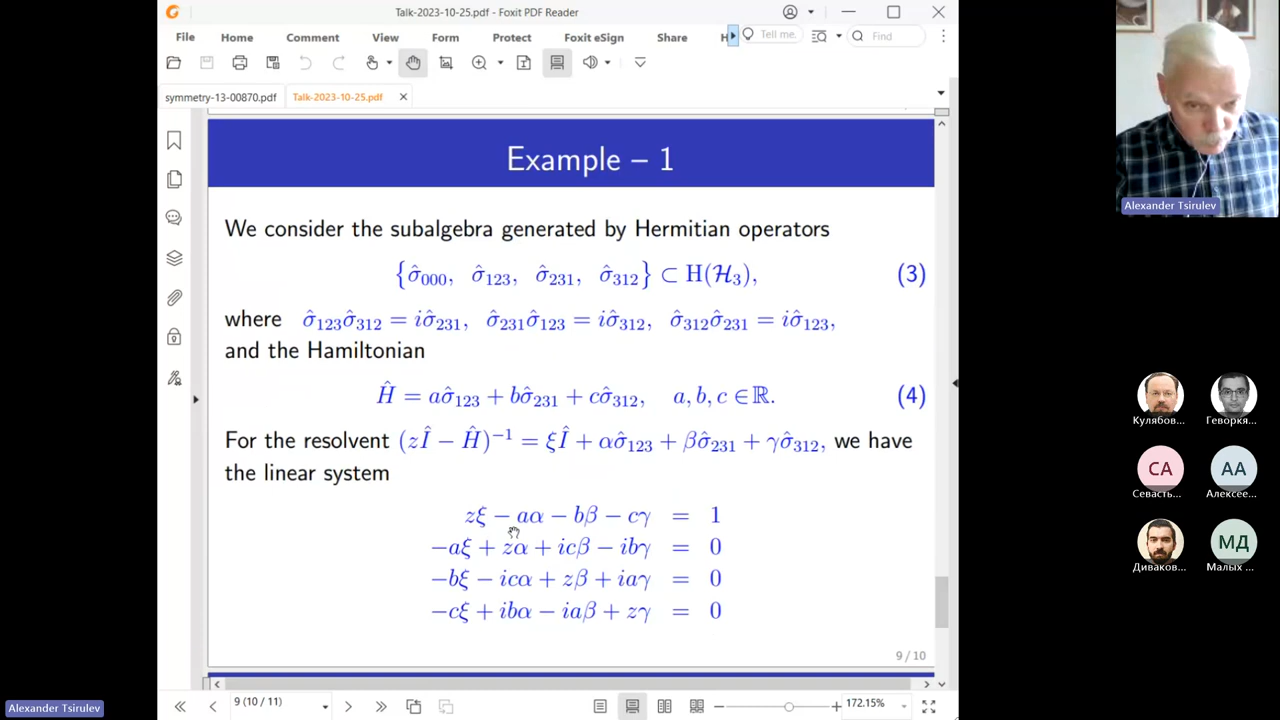 Talk-2023-10-25.pdf - Foxit PDF Reader
File Home Comment View Form Protect Foxit eSign Share H Tell me. Find
symmetry-13-00870.pdf Talk-2023-10-25.pdf
Example – 1
We consider the subalgebra generated by Hermitian operators
{σ̂₀₀₀, σ̂₁₂₃, σ̂₂₃₁, σ̂₃₁₂} ⊂ H(ℋ₃), (3)
where σ̂₁₂₃σ̂₃₁₂ = iσ̂₂₃₁, σ̂₂₃₁σ̂₁₂₃ = iσ̂₃₁₂, σ̂₃₁₂σ̂₂₃₁ = iσ̂₁₂₃,
and the Hamiltonian
Ĥ = aσ̂₁₂₃ + bσ̂₂₃₁ + cσ̂₃₁₂, a, b, c ∈ ℝ. (4)
For the resolvent (zÎ − Ĥ)⁻¹ = ξÎ + ασ̂₁₂₃ + βσ̂₂₃₁ + γσ̂₃₁₂, we have
the linear system
zξ − aα − bβ − cγ = 1
−aξ + zα + icβ − ibγ = 0
−bξ − icα + zβ + iaγ = 0
−cξ + ibα − iaβ + zγ = 0
9 / 10
9 (10 / 11) 172.15%
Alexander Tsirulev
Alexander Tsirulev
Кулябов... Геворкя...
СА АА
Севасть... Алексее...
МД
Диваков... Малых ...